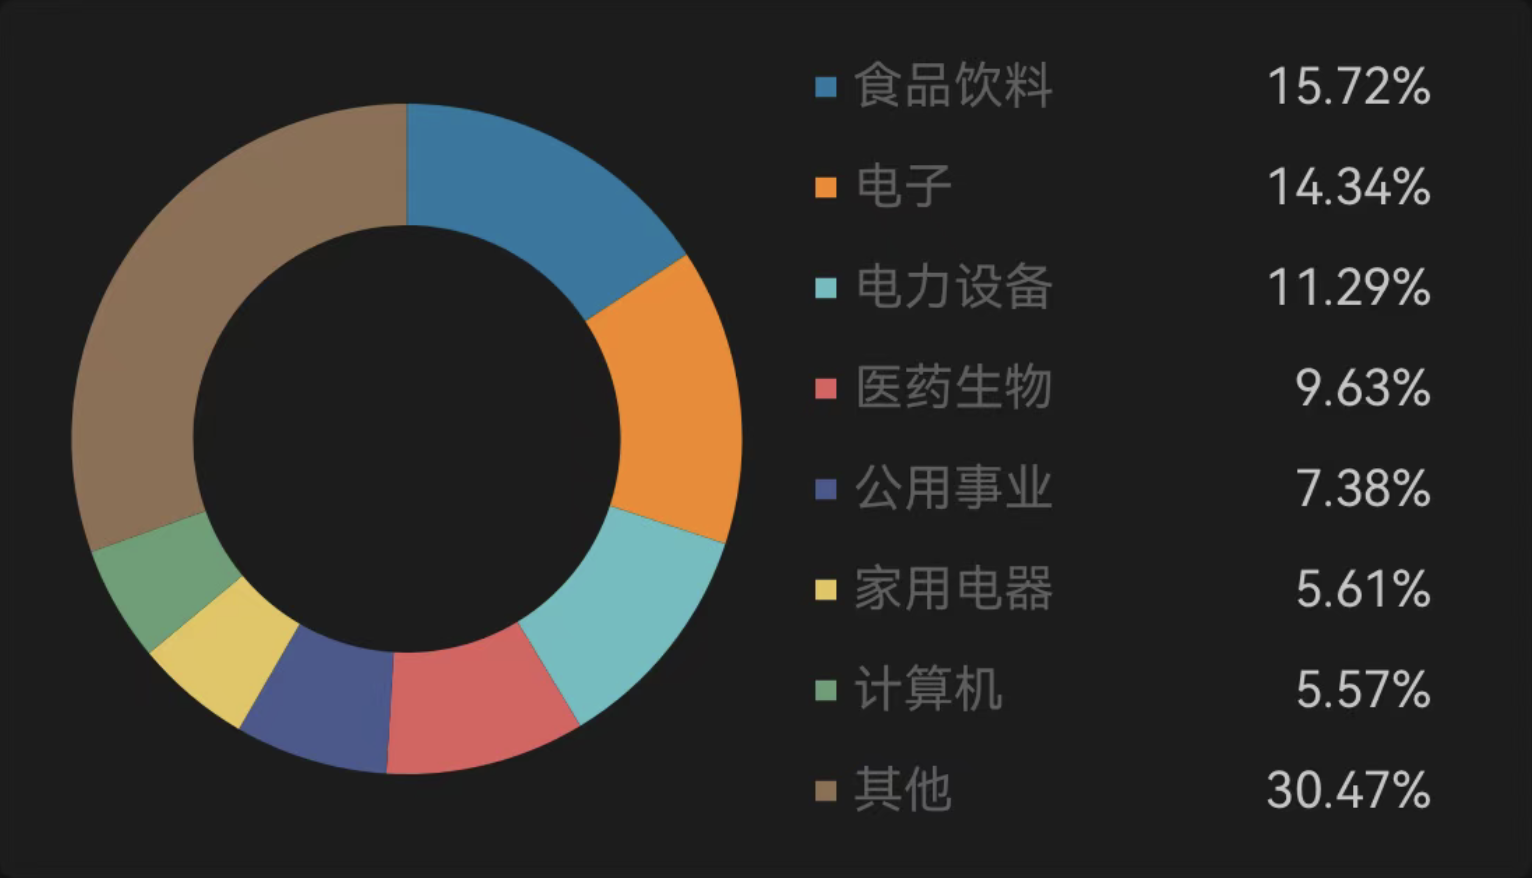 食品饮料 15.72%
电子 14.34%
电力设备 11.29%
医药生物 9.63%
公用事业 7.38%
家用电器 5.61%
计算机 5.57%
其他 30.47%